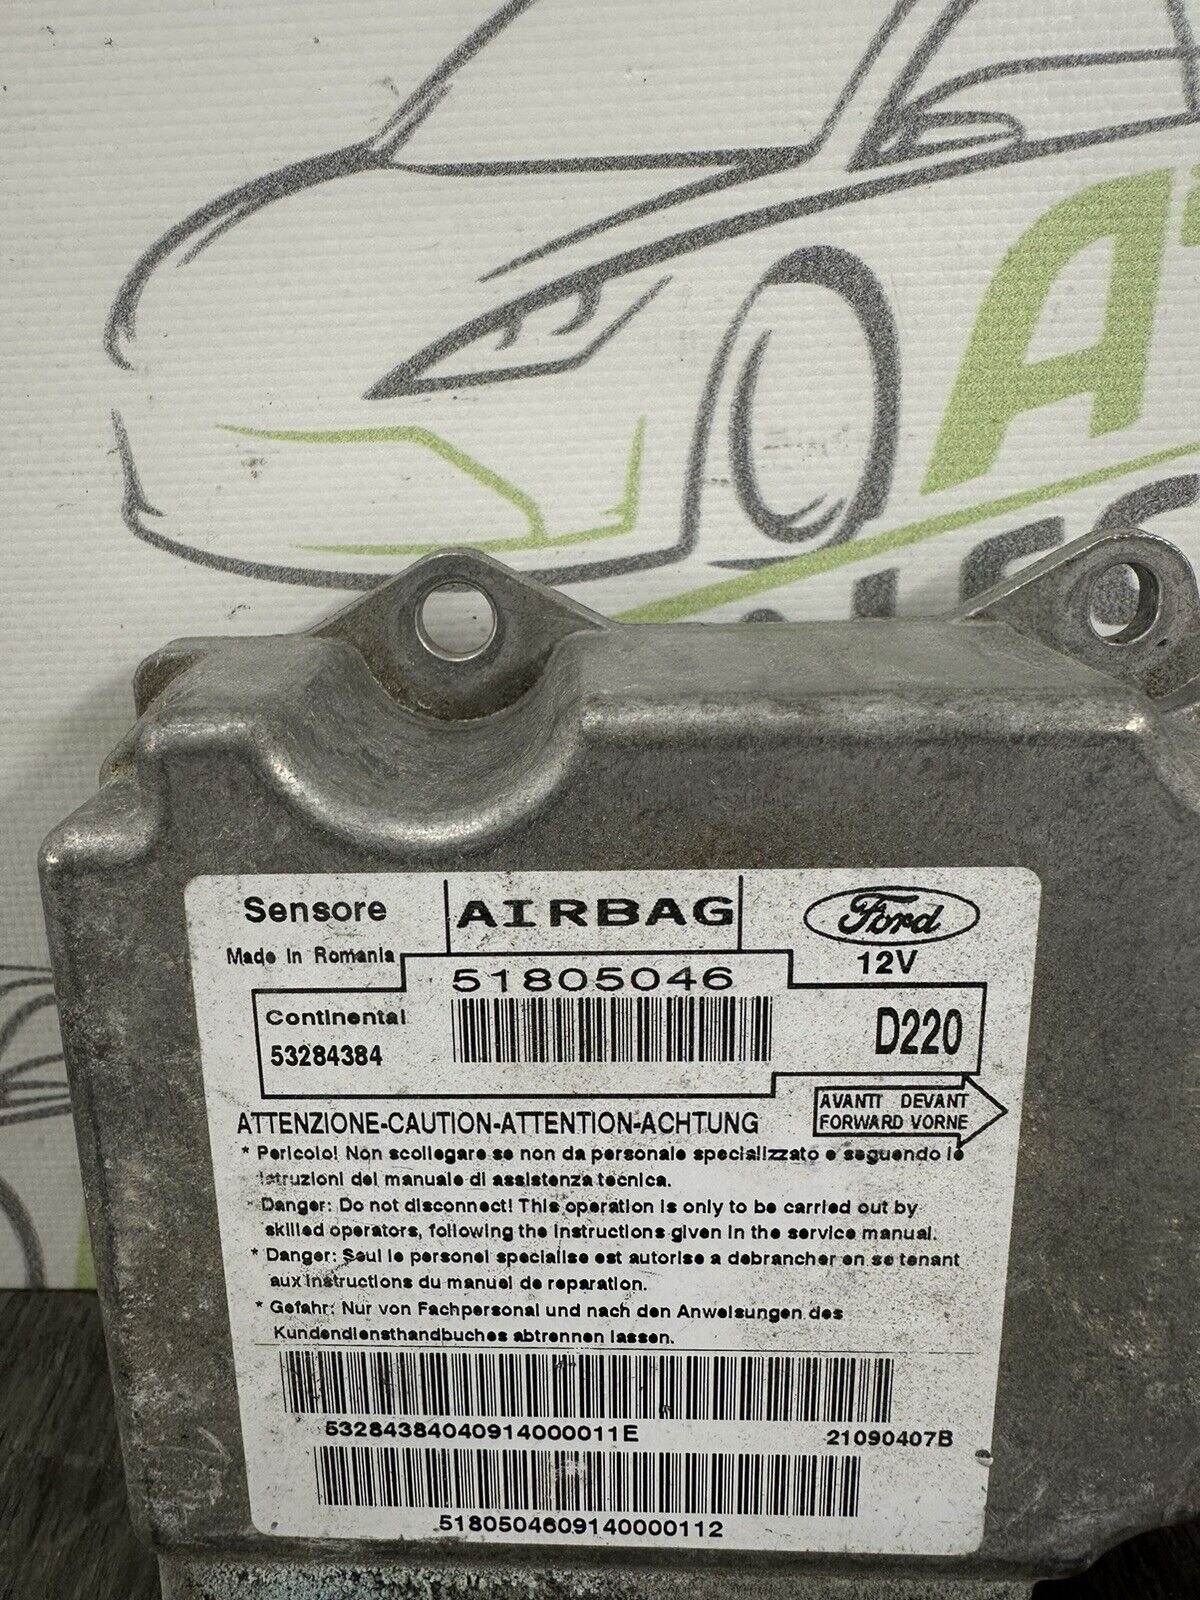 Sensore
AIRBAG
Ford
Made in Romania
12V
51805046
Continental
53284384
D220
AVANTI DEVANT
FORWARD VORNE
ATTENZIONE-CAUTION-ATTENTION-ACHTUNG
* Pericolo! Non scollegare se non da personale specializzato e seguendo le
istruzioni del manuale di assistenza tecnica.
Danger: Do not disconnect! This operation is only to be carried out by
skilled operators, following the instructions given in the service manual.
* Danger: Seul le personel specialise est autorise a debrancher en se tenant
aux instructions du manuel de reparation.
* Gefahr: Nur von Fachpersonal und nach den Anweisungen des
Kundendiensthandbuches abtrennen lassen.
53284384040914000011E
21090407B
5180504609140000112